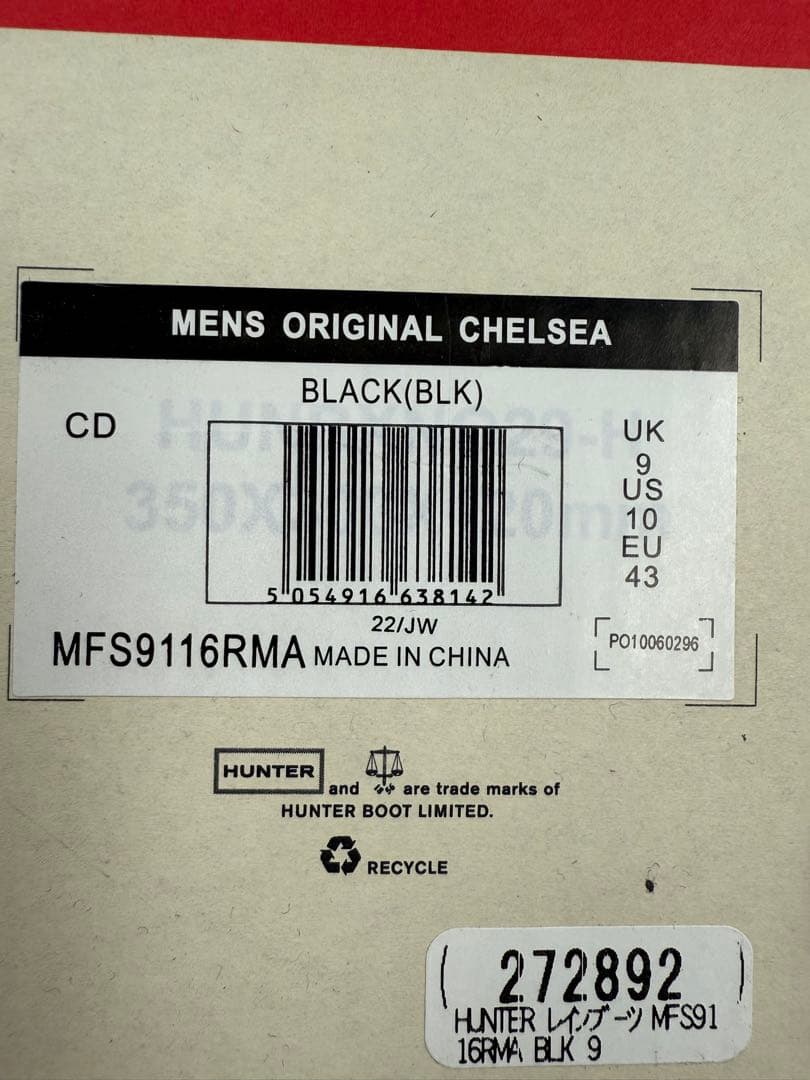 MENS ORIGINAL CHELSEA
BLACK(BLK)
CD
UK
9
US
10
EU
43
5 054916 638142
22/JW
MFS9116RMA MADE IN CHINA
PO10060296
HUNTER and are trade marks of
HUNTER BOOT LIMITED.
RECYCLE
( 272892 )
HUNTER レインブーツ MFS91
16RMA BLK 9